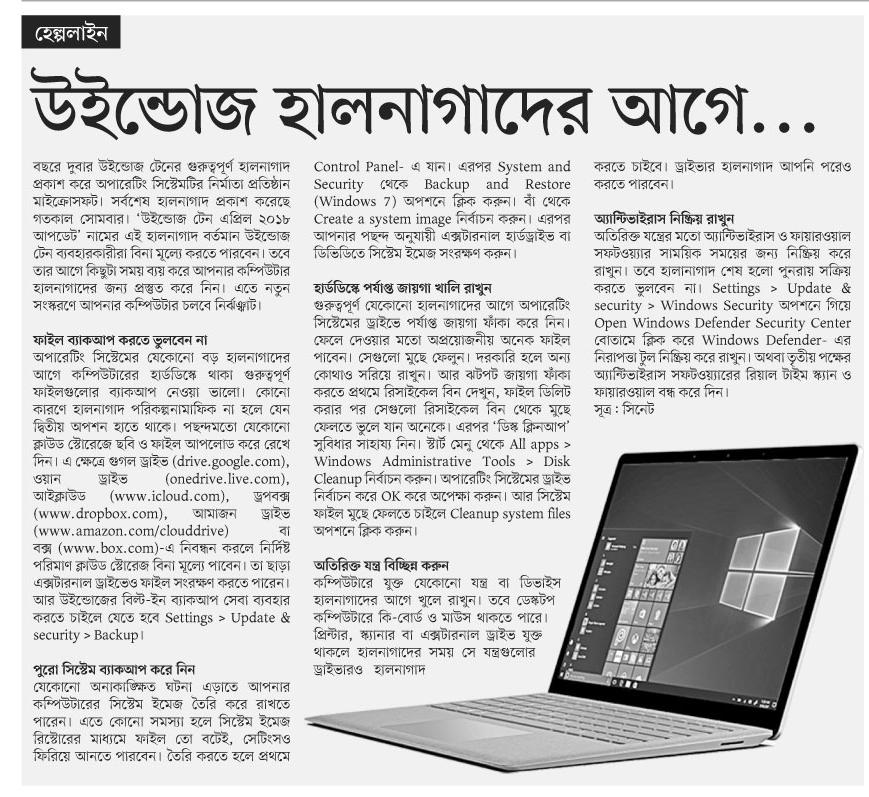 হেল্পলাইন
উইন্ডোজ হালনাগাদের আগে...
বছরে দুবার উইন্ডোজ টেনের গুরুত্বপূর্ণ হালনাগাদ
প্রকাশ করে অপারেটিং সিস্টেমটির নির্মাতা প্রতিষ্ঠান
মাইক্রোসফট। সর্বশেষ হালনাগাদ প্রকাশ করেছে
গতকাল সোমবার। ‘উইন্ডোজ টেন এপ্রিল ২০১৮
আপডেট’ নামের এই হালনাগাদ বর্তমান উইন্ডোজ
টেন ব্যবহারকারীরা বিনা মূল্যে করতে পারবেন। তবে
তার আগে কিছুটা সময় ব্যয় করে আপনার কম্পিউটার
হালনাগাদের জন্য প্রস্তুত করে নিন। এতে নতুন
সংস্করণে আপনার কম্পিউটার চলবে নির্ঝঞ্ঝাট।
ফাইল ব্যাকআপ করতে ভুলবেন না
অপারেটিং সিস্টেমের যেকোনো বড় হালনাগাদের
আগে কম্পিউটারের হার্ডডিস্কে থাকা গুরুত্বপূর্ণ
ফাইলগুলোর ব্যাকআপ নেওয়া ভালো। কোনো
কারণে হালনাগাদ পরিকল্পনামাফিক না হলে যেন
দ্বিতীয় অপশন হাতে থাকে। পছন্দমতো যেকোনো
ক্লাউড স্টোরেজে ছবি ও ফাইল আপলোড করে রেখে
দিন। এ ক্ষেত্রে গুগল ড্রাইভ (drive.google.com),
ওয়ান ড্রাইভ (onedrive.live.com),
আইক্লাউড (www.icloud.com), ড্রপবক্স
(www.dropbox.com), আমাজন ড্রাইভ
(www.amazon.com/clouddrive) বা
বক্স (www.box.com)-এ নিবন্ধন করলে নির্দিষ্ট
পরিমাণ ক্লাউড স্টোরেজ বিনা মূল্যে পাবেন। তা ছাড়া
এক্সটারনাল ড্রাইভেও ফাইল সংরক্ষণ করতে পারেন।
আর উইন্ডোজের বিল্ট-ইন ব্যাকআপ সেবা ব্যবহার
করতে চাইলে যেতে হবে Settings > Update &
security > Backup।
পুরো সিস্টেম ব্যাকআপ করে নিন
যেকোনো অনাকাঙ্ক্ষিত ঘটনা এড়াতে আপনার
কম্পিউটারের সিস্টেম ইমেজ তৈরি করে রাখতে
পারেন। এতে কোনো সমস্যা হলে সিস্টেম ইমেজ
রিস্টোরের মাধ্যমে ফাইল তো বটেই, সেটিংসও
ফিরিয়ে আনতে পারবেন। তৈরি করতে হলে প্রথমে
Control Panel- এ যান। এরপর System and
Security থেকে Backup and Restore
(Windows 7) অপশনে ক্লিক করুন। বাঁ থেকে
Create a system image নির্বাচন করুন। এরপর
আপনার পছন্দ অনুযায়ী এক্সটারনাল হার্ডড্রাইভ বা
ডিভিডিতে সিস্টেম ইমেজ সংরক্ষণ করুন।
হার্ডডিস্কে পর্যাপ্ত জায়গা খালি রাখুন
গুরুত্বপূর্ণ যেকোনো হালনাগাদের আগে অপারেটিং
সিস্টেমের ড্রাইভে পর্যাপ্ত জায়গা ফাঁকা করে নিন।
ফেলে দেওয়ার মতো অপ্রয়োজনীয় অনেক ফাইল
পাবেন। সেগুলো মুছে ফেলুন। দরকারি হলে অন্য
কোথাও সরিয়ে রাখুন। আর ঝটপট জায়গা ফাঁকা
করতে প্রথমে রিসাইকেল বিন দেখুন, ফাইল ডিলিট
করার পর সেগুলো রিসাইকেল বিন থেকে মুছে
ফেলতে ভুলে যান অনেকে। এরপর ‘ডিস্ক ক্লিনআপ’
সুবিধার সাহায্য নিন। স্টার্ট মেনু থেকে All apps >
Windows Administrative Tools > Disk
Cleanup নির্বাচন করুন। অপারেটিং সিস্টেমের ড্রাইভ
নির্বাচন করে OK করে অপেক্ষা করুন। আর সিস্টেম
ফাইল মুছে ফেলতে চাইলে Cleanup system files
অপশনে ক্লিক করুন।
অতিরিক্ত যন্ত্র বিচ্ছিন্ন করুন
কম্পিউটারে যুক্ত যেকোনো যন্ত্র বা ডিভাইস
হালনাগাদের আগে খুলে রাখুন। তবে ডেস্কটপ
কম্পিউটারে কি-বোর্ড ও মাউস থাকতে পারে।
প্রিন্টার, স্ক্যানার বা এক্সটারনাল ড্রাইভ যুক্ত
থাকলে হালনাগাদের সময় সে যন্ত্রগুলোর
ড্রাইভারও হালনাগাদ
করতে চাইবে। ড্রাইভার হালনাগাদ আপনি পরেও
করতে পারবেন।
অ্যান্টিভাইরাস নিষ্ক্রিয় রাখুন
অতিরিক্ত যন্ত্রের মতো অ্যান্টিভাইরাস ও ফায়ারওয়াল
সফটওয়্যার সাময়িক সময়ের জন্য নিষ্ক্রিয় করে
রাখুন। তবে হালানাগাদ শেষ হলো পুনরায় সক্রিয়
করতে ভুলবেন না। Settings > Update &
security > Windows Security অপশনে গিয়ে
Open Windows Defender Security Center
বোতামে ক্লিক করে Windows Defender- এর
নিরাপত্তা টুল নিষ্ক্রিয় করে রাখুন। অথবা তৃতীয় পক্ষের
অ্যান্টিভাইরাস সফটওয়্যারের রিয়াল টাইম স্ক্যান ও
ফায়ারওয়াল বন্ধ করে দিন।
সূত্র: সিনেট